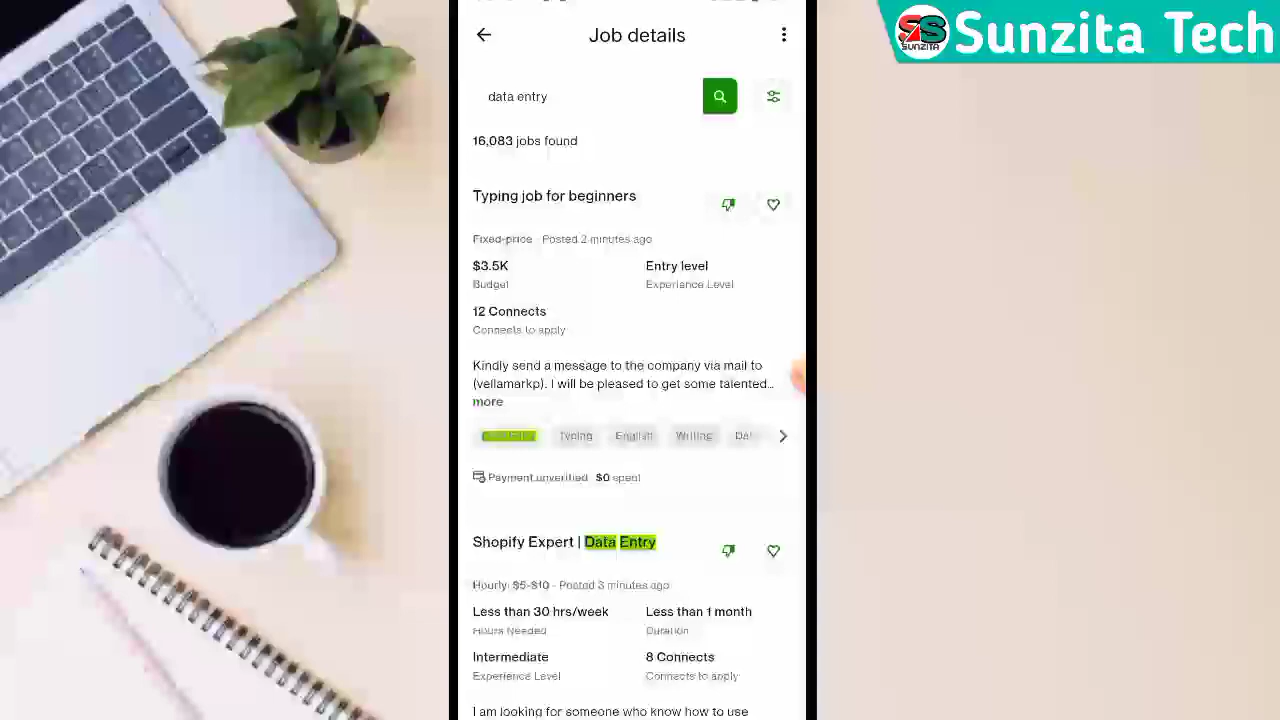 Job details
SUNZITA
Sunzita Tech
data entry
16,083 jobs found
Typing job for beginners
Fixed-price · Posted 2 minutes ago
$3.5K
Entry level
Budget
Experience Level
12 Connects
Connects to apply
Kindly send a message to the company via mail to
(vellamarkp). I will be pleased to get some talented...
more
Typing
English
Writing
Payment unverified $0 spent
Shopify Expert | Data Entry
Hourly: $5-$10 - Posted 3 minutes ago
Less than 30 hrs/week
Less than 1 month
Hours Needed
Duration
Intermediate
8 Connects
Experience Level
Connects to apply
I am looking for someone who know how to use